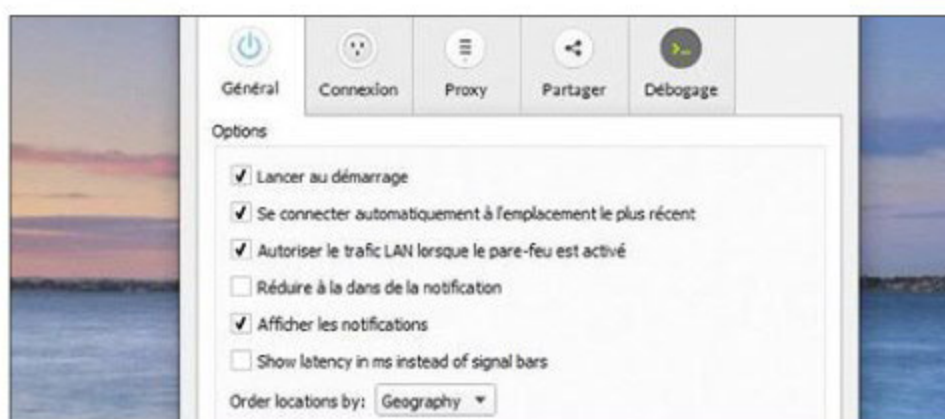 Général Connexion Proxy Partager Débogage
Options
Lancer au démarrage
Se connecter automatiquement à l'emplacement le plus récent
Autoriser le trafic LAN lorsque le pare-feu est activé
Réduire à la dans de la notification
Afficher les notifications
Show latency in ms instead of signal bars
Order locations by: Geography